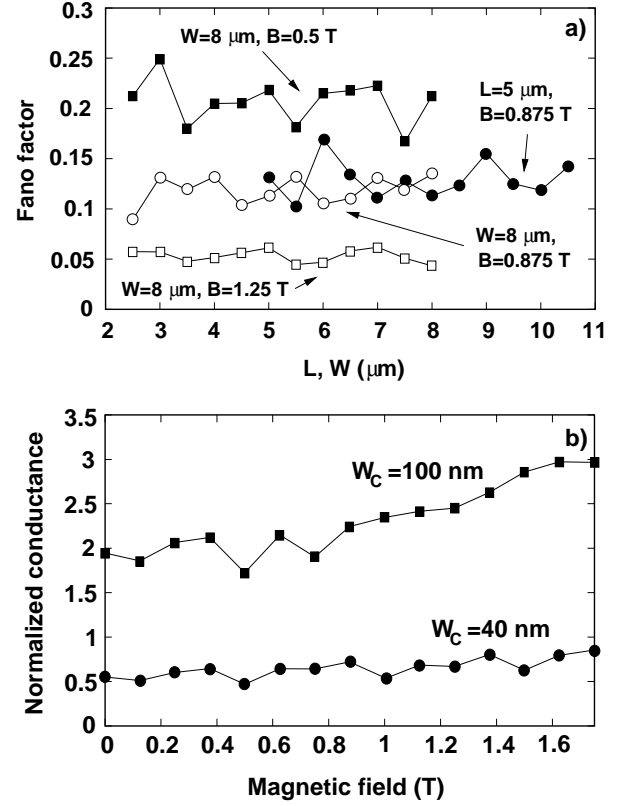 a)
W=8 μm, B=0.5 T
L=5 μm,
B=0.875 T
W=8 μm,
B=0.875 T
W=8 μm, B=1.25 T
Fano factor
0.3
0.25
0.2
0.15
0.1
0.05
0
2 3 4 5 6 7 8 9 10 11
L, W (μm)
b)
W_C =100 nm
W_C =40 nm
Normalized conductance
3.5
3
2.5
2
1.5
1
0.5
0
0 0.2 0.4 0.6 0.8 1 1.2 1.4 1.6
Magnetic field (T)